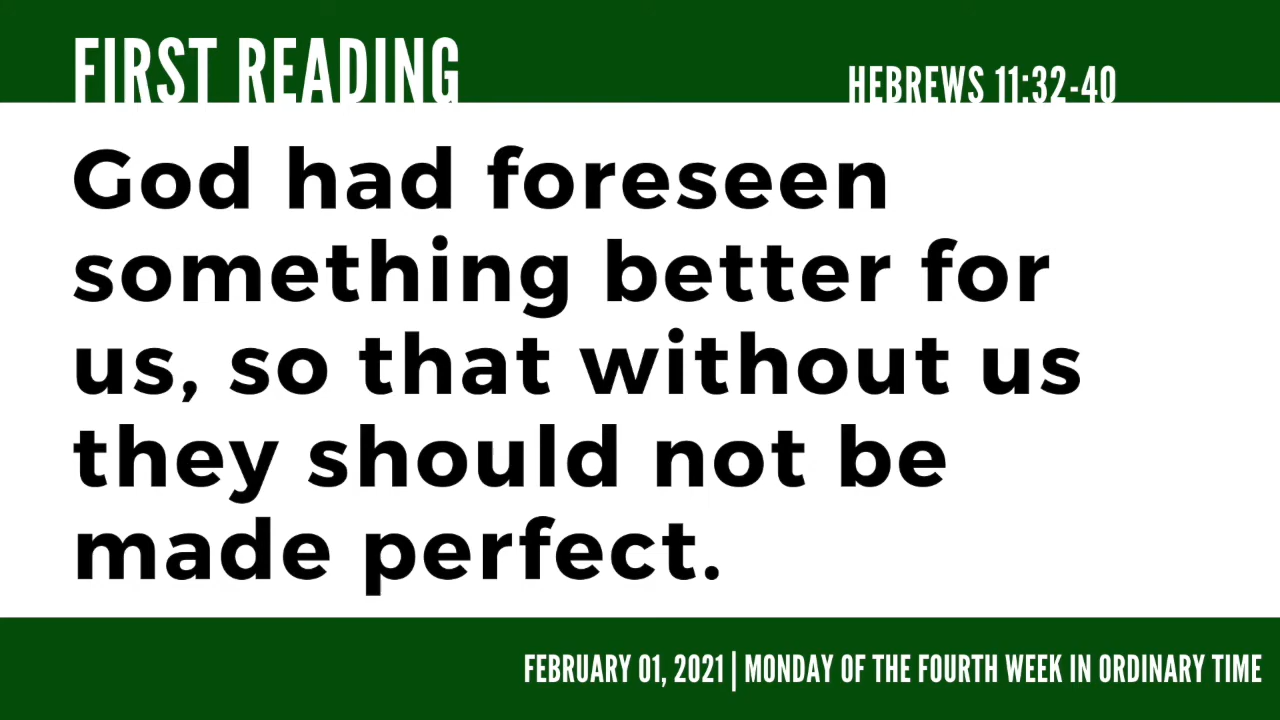 FIRST READING
HEBREWS 11:32-40
God had foreseen
something better for
us, so that without us
they should not be
made perfect.
FEBRUARY 01, 2021 | MONDAY OF THE FOURTH WEEK IN ORDINARY TIME